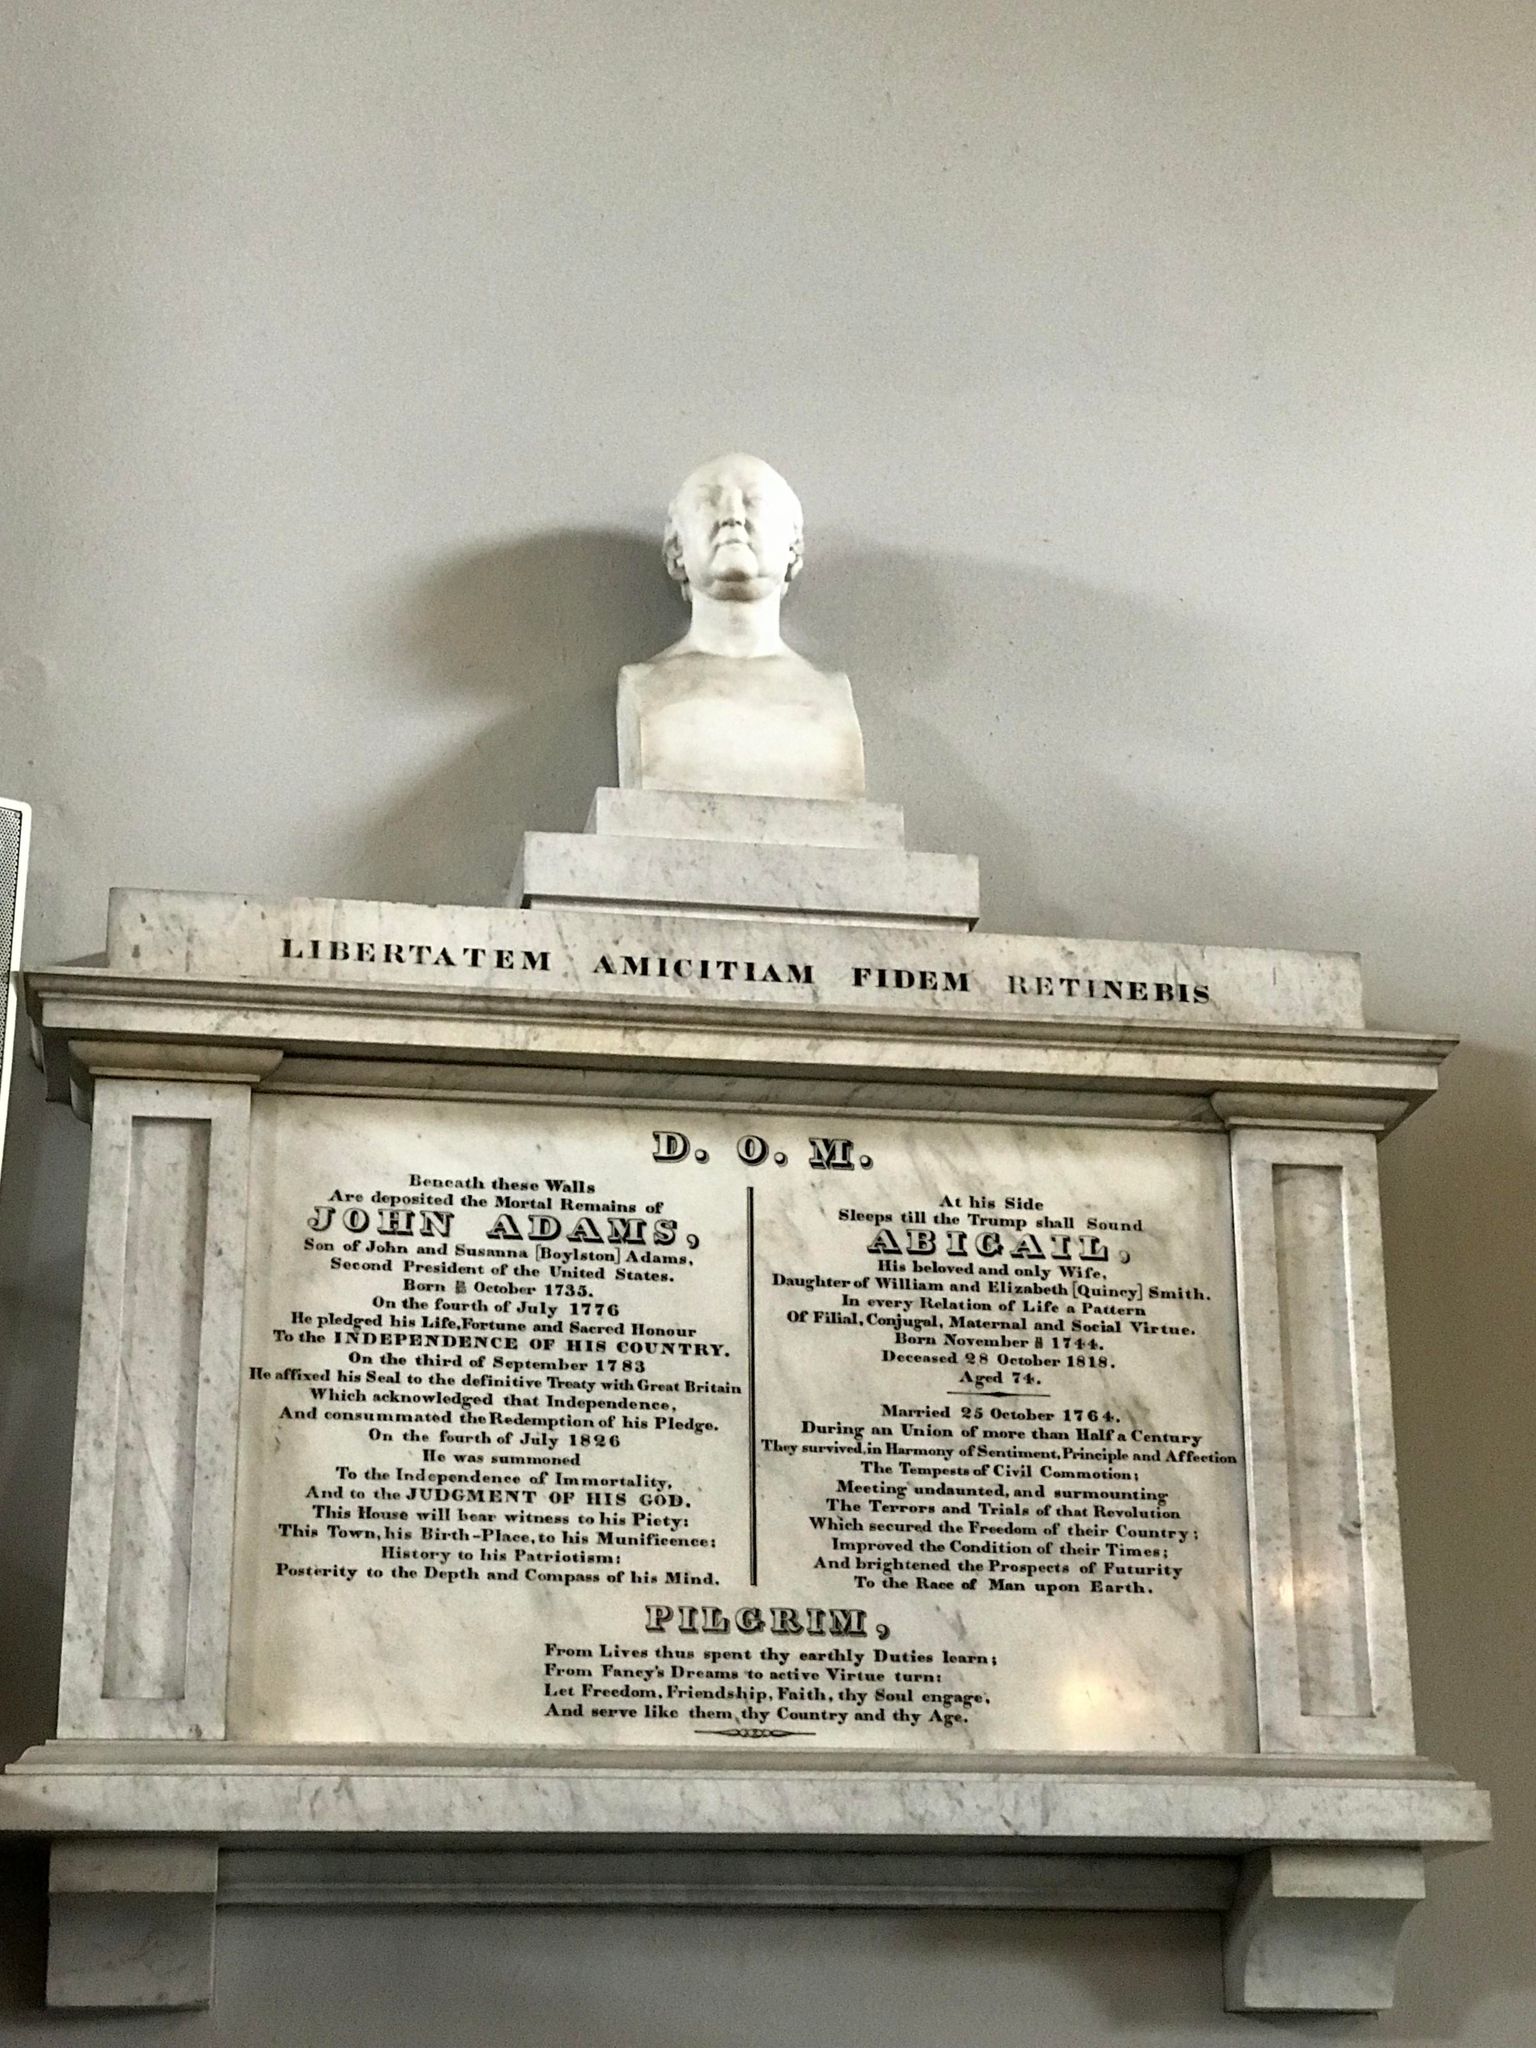 LIBERTATEM AMICITIAM FIDEM RETINEBIS
D. O. M.
Beneath these Walls
Are deposited the Mortal Remains of
JOHN ADAMS,
Son of John and Susanna [Boylston] Adams,
Second President of the United States.
Born October 1735.
On the fourth of July 1776
He pledged his Life, Fortune and Sacred Honour
To the INDEPENDENCE OF HIS COUNTRY.
On the third of September 1783
He affixed his Seal to the definitive Treaty with Great Britain
Which acknowledged that Independence,
And consummated the Redemption of his Pledge.
On the fourth of July 1826
He was summoned
To the Independence of Immortality,
And to the JUDGMENT OF HIS GOD.
This House will bear witness to his Piety:
This Town, his Birth-Place, to his Munificence:
History to his Patriotism:
Posterity to the Depth and Compass of his Mind.
At his Side
Sleeps till the Trump shall Sound
ABIGAIL,
His beloved and only Wife,
Daughter of William and Elizabeth [Quincy] Smith.
In every Relation of Life a Pattern
Of Filial, Conjugal, Maternal and Social Virtue.
Born November 1744.
Deceased 28 October 1818.
Aged 74.
Married 25 October 1764.
During an Union of more than Half a Century
They survived, in Harmony of Sentiment, Principle and Affection
The Tempests of Civil Commotion;
Meeting undaunted, and surmounting
The Terrors and Trials of that Revolution
Which secured the Freedom of their Country;
Improved the Condition of their Times;
And brightened the Prospects of Futurity
To the Race of Man upon Earth.
PILGRIM,
From Lives thus spent thy earthly Duties learn;
From Fancy's Dreams to active Virtue turn:
Let Freedom, Friendship, Faith, thy Soul engage,
And serve like them, thy Country and thy Age.